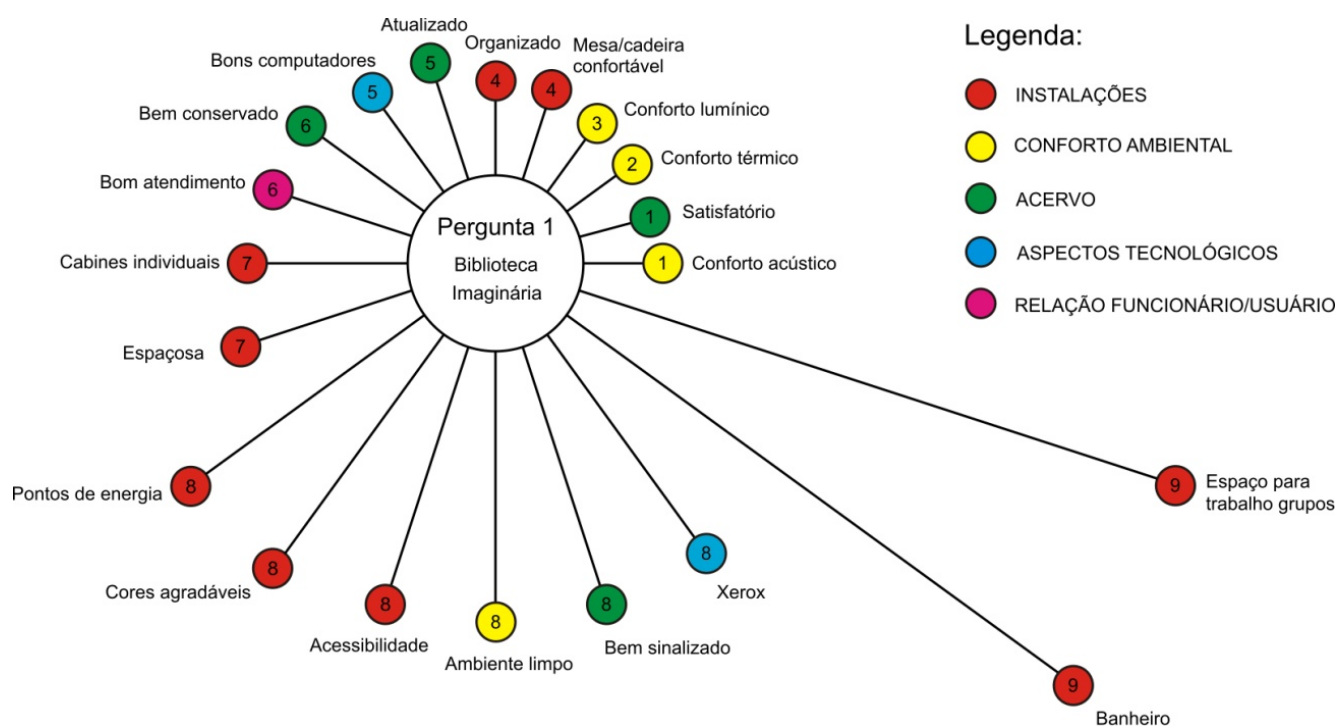 Atualizado
5
Organizado
4
Mesa/cadeira
confortável
4
Bons computadores
5
Conforto lumínico
3
Bem conservado
6
Conforto térmico
2
Bom atendimento
6
Satisfatório
1
Cabines individuais
7
Conforto acústico
1
Espaçosa
7
Pergunta 1
Biblioteca
Imaginária
Pontos de energia
8
Cores agradáveis
8
Acessibilidade
8
Ambiente limpo
8
Bem sinalizado
8
Xerox
8
Espaço para
trabalho grupos
9
Banheiro
9
Legenda:
INSTALAÇÕES
CONFORTO AMBIENTAL
ACERVO
ASPECTOS TECNOLÓGICOS
RELAÇÃO FUNCIONÁRIO/USUÁRIO